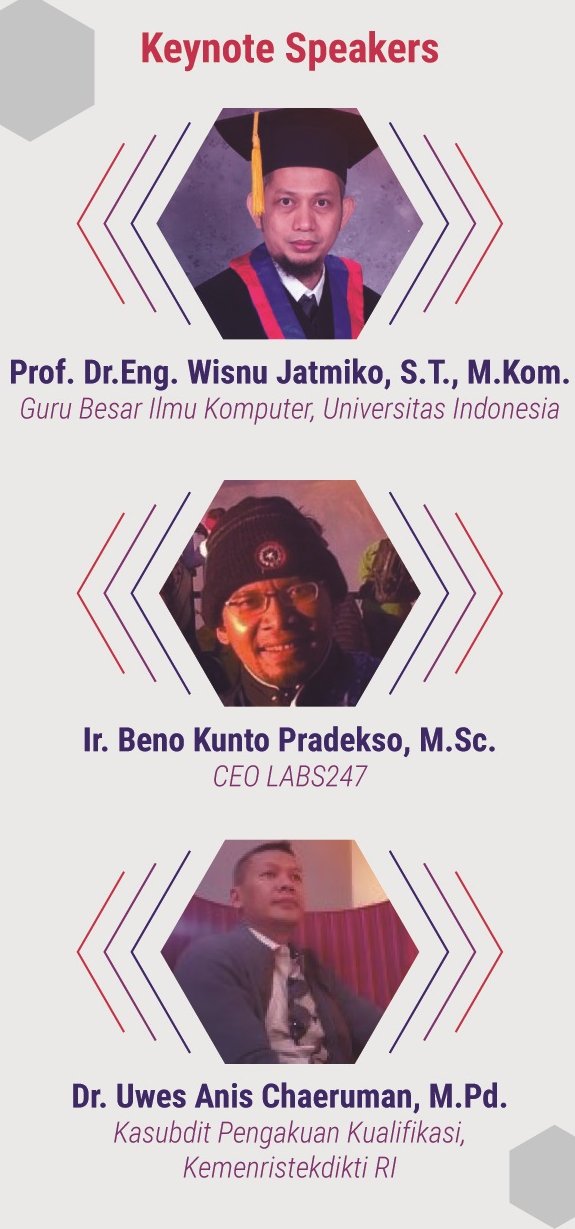 Keynote Speakers
Prof. Dr.Eng. Wisnu Jatmiko, S.T., M.Kom.
Guru Besar Ilmu Komputer, Universitas Indonesia
Ir. Beno Kunto Pradekso, M.Sc.
CEO LABS247
Dr. Uwes Anis Chaeruman, M.Pd.
Kasubdit Pengakuan Kualifikasi,
Kemenristekdikti RI